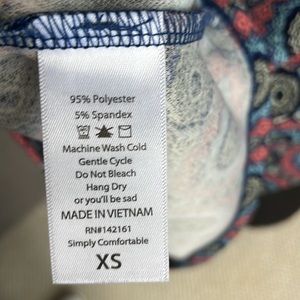 95% Polyester
5% Spandex
Machine Wash Cold
Gentle Cycle
Do Not Bleach
Hang Dry
or you'll be sad
MADE IN VIETNAM
RN#142161
Simply Comfortable
XS